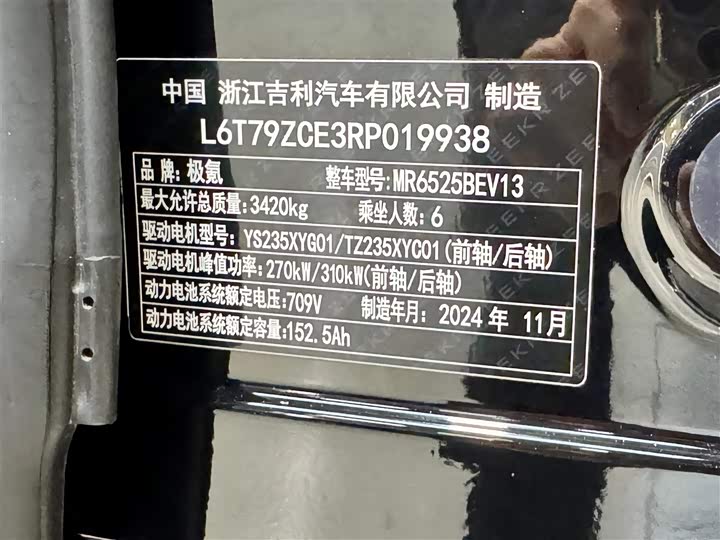 中国 浙江吉利汽车有限公司 制造
L6T79ZCE3RP019938
品牌:极氪 整车型号:MR6525BEV13
最大允许总质量:3420kg 乘坐人数:6
驱动电机型号: YS235XYG01/TZ235XYC01(前轴/后轴)
驱动电机峰值功率:270kW/310kW(前轴/后轴)
动力电池系统额定电压:709V 制造年月: 2024 年 11月
动力电池系统额定容量:152.5Ah